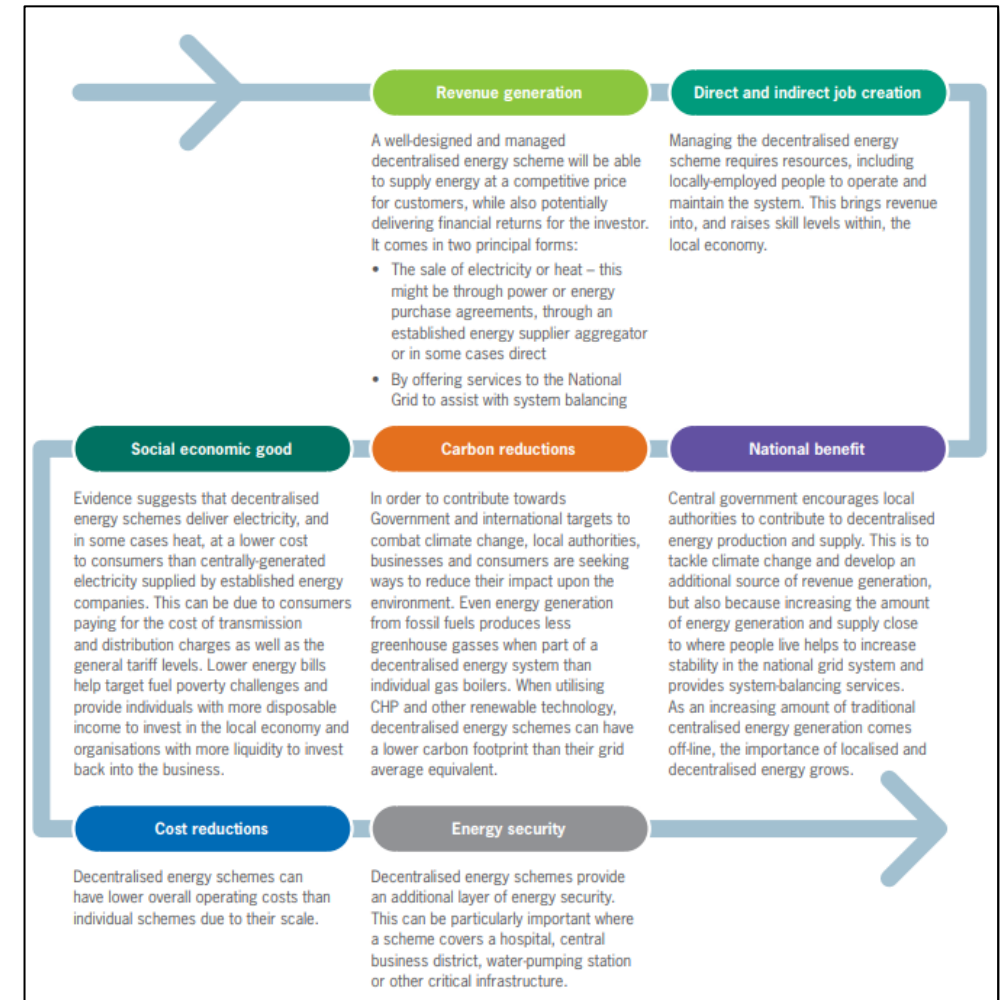 Revenue generation
A well-designed and managed
decentralised energy scheme will be able
to supply energy at a competitive price
for customers, while also potentially
delivering financial returns for the investor.
It comes in two principal forms:
• The sale of electricity or heat – this
might be through power or energy
purchase agreements, through an
established energy supplier aggregator
or in some cases direct
• By offering services to the National
Grid to assist with system balancing
Direct and indirect job creation
Managing the decentralised energy
scheme requires resources, including
locally-employed people to operate and
maintain the system. This brings revenue
into, and raises skill levels within, the
local economy.
National benefit
Central government encourages local
authorities to contribute to decentralised
energy production and supply. This is to
tackle climate change and develop an
additional source of revenue generation,
but also because increasing the amount
of energy generation and supply close
to where people live helps to increase
stability in the national grid system and
provides system-balancing services.
As an increasing amount of traditional
centralised energy generation comes
off-line, the importance of localised and
decentralised energy grows.
Carbon reductions
In order to contribute towards
Government and international targets to
combat climate change, local authorities,
businesses and consumers are seeking
ways to reduce their impact upon the
environment. Even energy generation
from fossil fuels produces less
greenhouse gasses when part of a
decentralised energy system than
individual gas boilers. When utilising
CHP and other renewable technology,
decentralised energy schemes can have
a lower carbon footprint than their grid
average equivalent.
Social economic good
Evidence suggests that decentralised
energy schemes deliver electricity, and
in some cases heat, at a lower cost
to consumers than centrally-generated
electricity supplied by established energy
companies. This can be due to consumers
paying for the cost of transmission
and distribution charges as well as the
general tariff levels. Lower energy bills
help target fuel poverty challenges and
provide individuals with more disposable
income to invest in the local economy and
organisations with more liquidity to invest
back into the business.
Cost reductions
Decentralised energy schemes can
have lower overall operating costs than
individual schemes due to their scale.
Energy security
Decentralised energy schemes provide
an additional layer of energy security.
This can be particularly important where
a scheme covers a hospital, central
business district, water-pumping station
or other critical infrastructure.